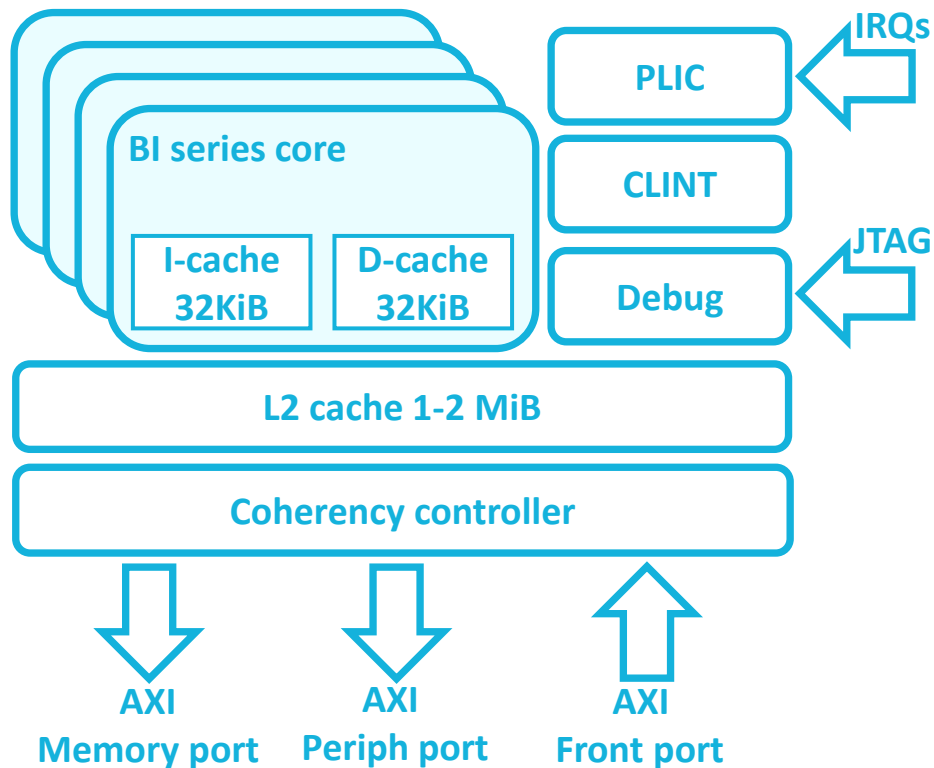 IRQs
PLIC
BI series core
CLINT
I-cache
32KiB
D-cache
32KiB
JTAG
Debug
L2 cache 1-2 MiB
Coherency controller
AXI
Memory port
AXI
Periph port
AXI
Front port